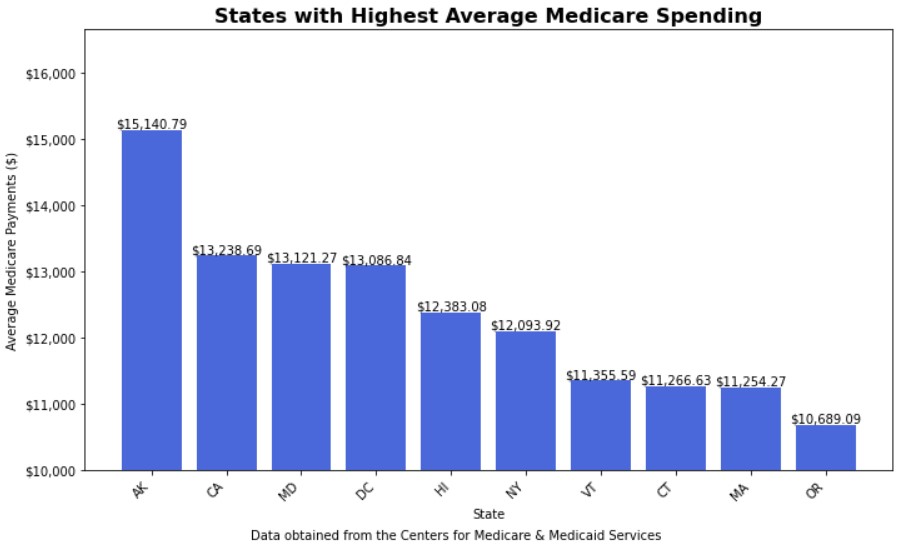 States with Highest Average Medicare Spending
Average Medicare Payments ($)
$16,000
$15,000
$14,000
$13,000
$12,000
$11,000
$10,000
$15,140.79
$13,238.69
$13,121.27
$13,086.84
$12,383.08
$12,093.92
$11,355.59
$11,266.63
$11,254.27
$10,689.09
AK
CA
MD
DC
HI
NY
VT
CT
MA
OR
State
Data obtained from the Centers for Medicare & Medicaid Services